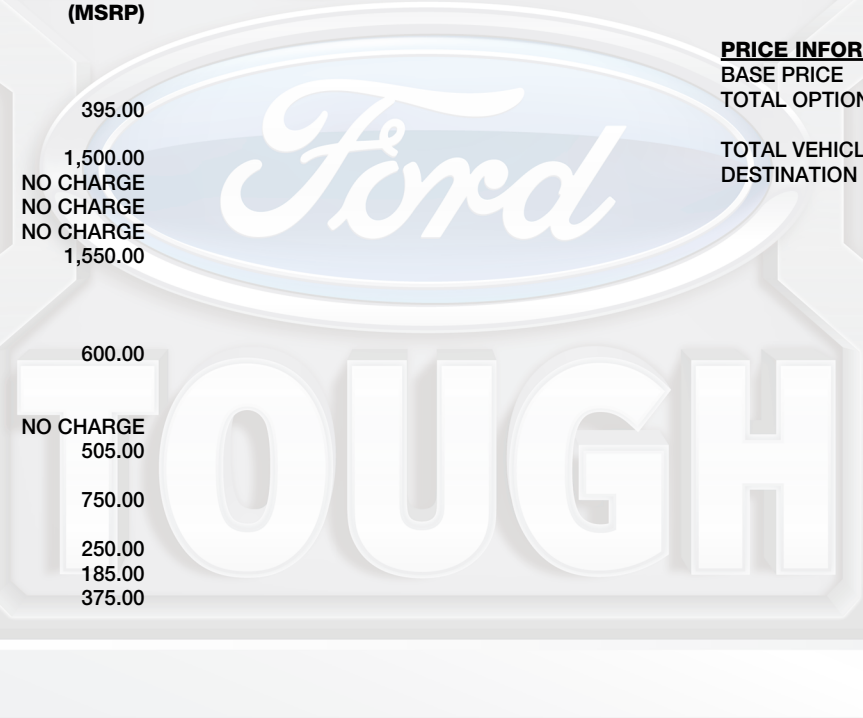 (MSRP)
395.00
1,500.00
NO CHARGE
NO CHARGE
NO CHARGE
1,550.00
600.00
NO CHARGE
505.00
750.00
250.00
185.00
375.00
PRICE INFOR
BASE PRICE
TOTAL OPTION
TOTAL VEHICL
DESTINATION
Ford
TOUGH